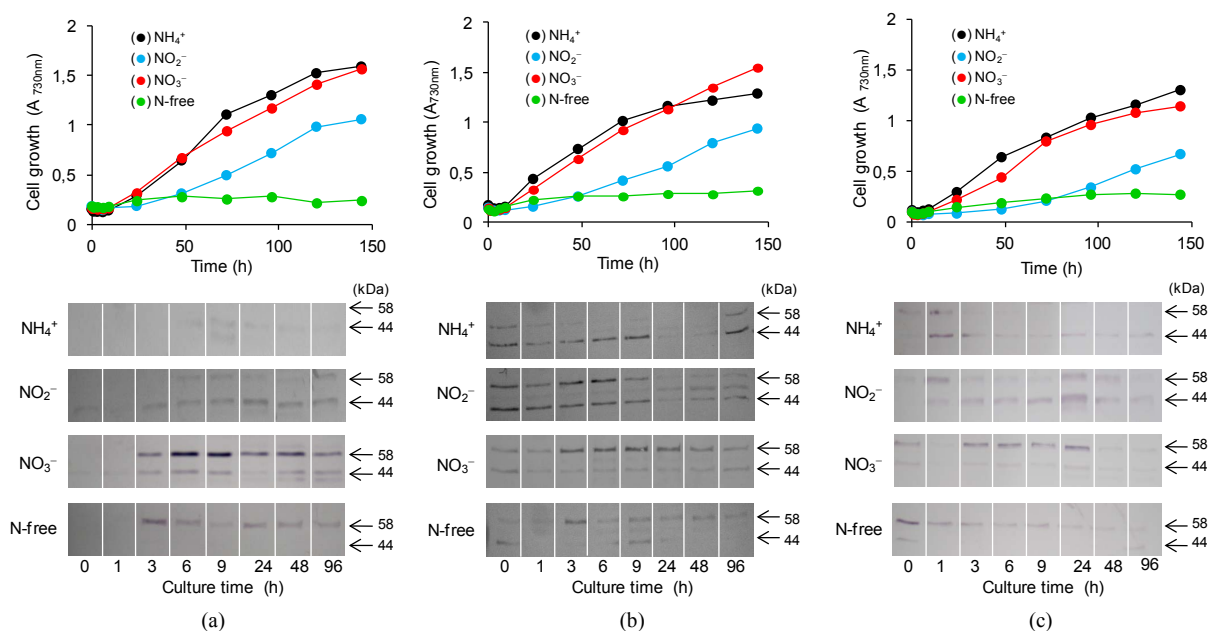 2
1.5
1
0,5
0
Cell growth (A 730nm)
( ) NH₄⁺
( ) NO₂⁻
( ) NO₃⁻
( ) N-free
0 50 100 150
Time (h)
(kDa)
NH₄⁺ 58
44
NO₂⁻ 58
44
NO₃⁻ 58
44
N-free 58
44
0 1 3 6 9 24 48 96
Culture time (h)
(a)
2
1.5
1
0,5
0
Cell growth (A730nm)
( ) NH₄⁺
( ) NO₂⁻
( ) NO₃⁻
( ) N-free
0 50 100 150
Time (h)
(kDa)
NH₄⁺ 58
44
NO₂⁻ 58
44
NO₃⁻ 58
44
N-free 58
44
0 1 3 6 9 24 48 96
Culture time (h)
(b)
2
1.5
1
0,5
0
Cell growth (A 730nm)
( ) NH₄⁺
( ) NO₂⁻
( ) NO₃⁻
( ) N-free
0 50 100 150
Time (h)
(kDa)
NH₄⁺ 58
44
NO₂⁻ 58
44
NO₃⁻ 58
44
N-free 58
44
0 1 3 6 9 24 48 96
Culture time (h)
(c)